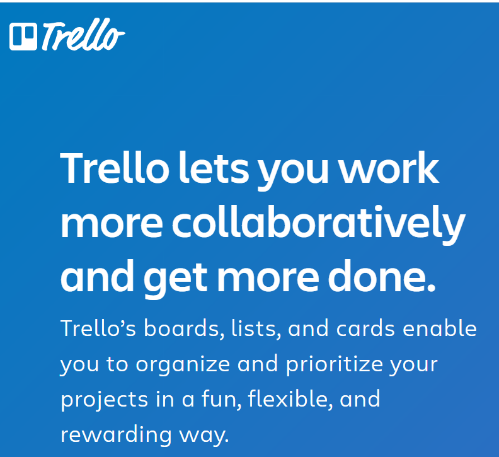 Trello
Trello lets you work
more collaboratively
and get more done.
Trello’s boards, lists, and cards enable
you to organize and prioritize your
projects in a fun, flexible, and
rewarding way.